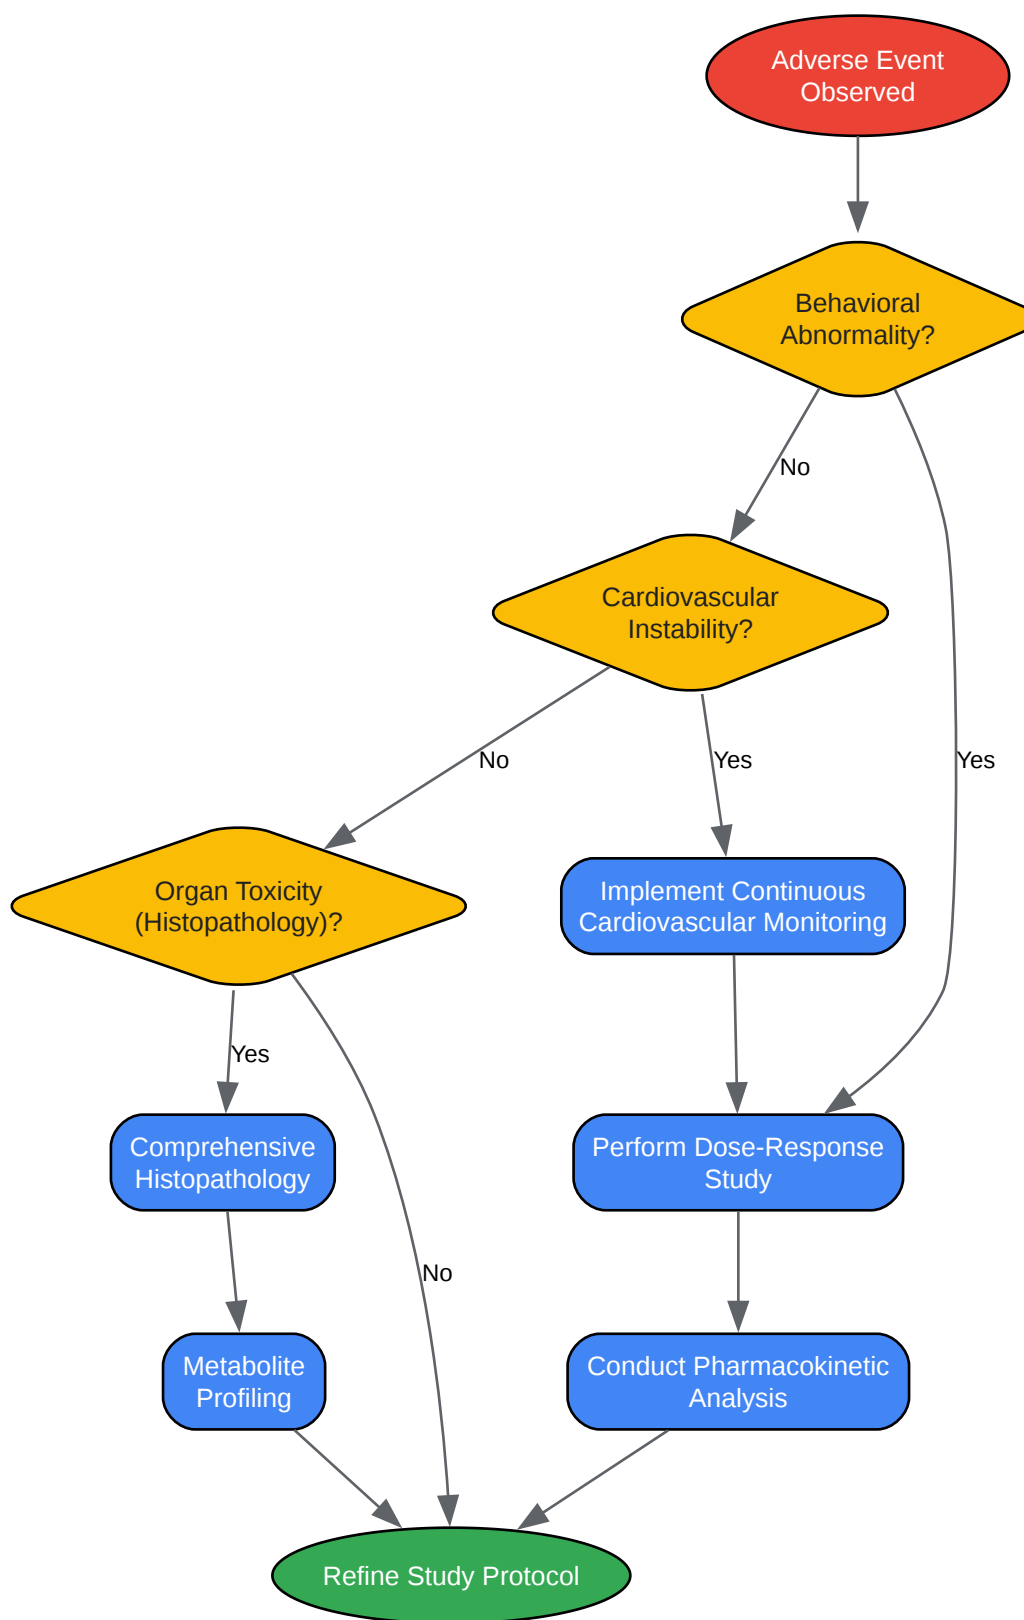 Adverse Event
Observed
Behavioral
Abnormality?
No
Cardiovascular
Instability?
No
Yes
Yes
Organ Toxicity
(Histopathology)?
Implement Continuous
Cardiovascular Monitoring
Yes
Comprehensive
Histopathology
Perform Dose-Response
Study
No
Metabolite
Profiling
Conduct Pharmacokinetic
Analysis
Refine Study Protocol